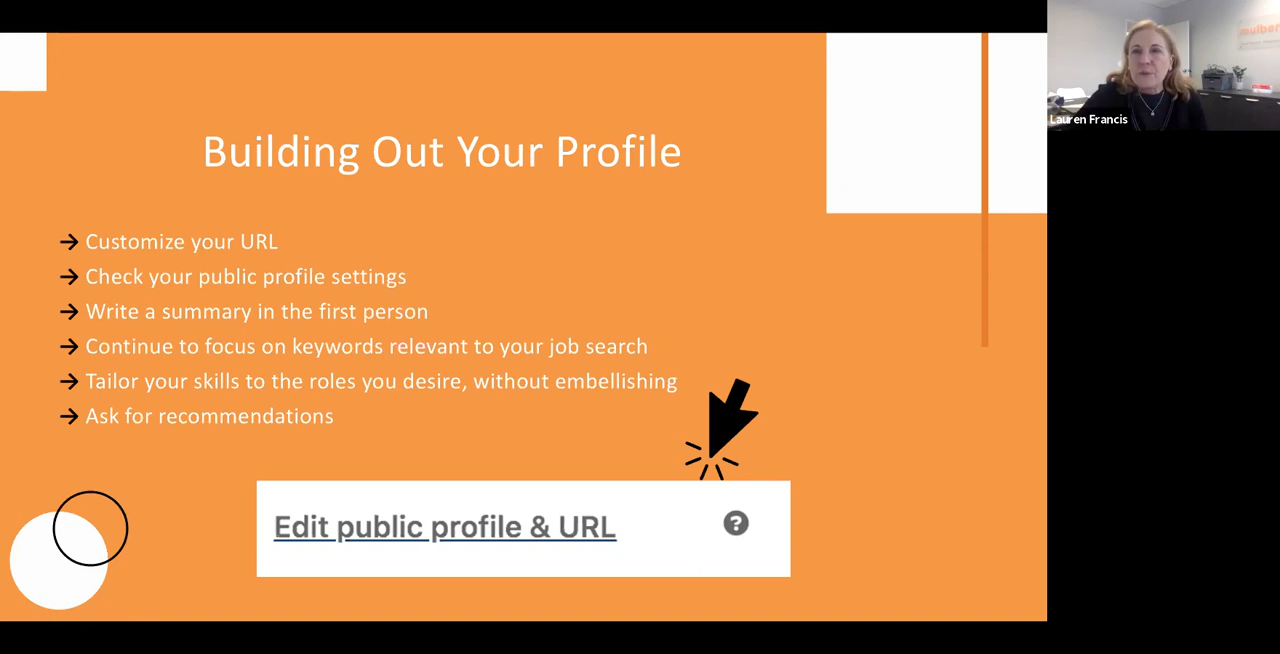 Building Out Your Profile
→ Customize your URL
→ Check your public profile settings
→ Write a summary in the first person
→ Continue to focus on keywords relevant to your job search
→ Tailor your skills to the roles you desire, without embellishing
→ Ask for recommendations
Edit public profile & URL ?
Lauren Francis